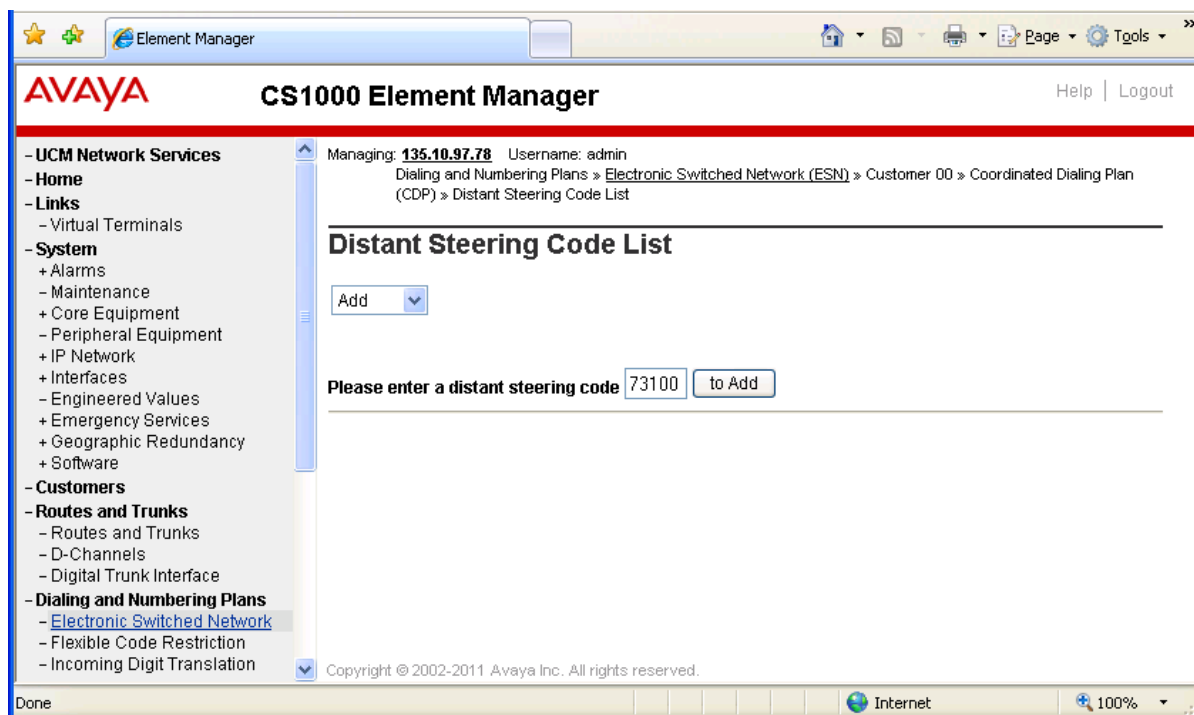 Element Manager
Page
Tools
»
AVAYA
CS1000 Element Manager
Help | Logout
– UCM Network Services
– Home
– Links
– Virtual Terminals
– System
+ Alarms
– Maintenance
+ Core Equipment
– Peripheral Equipment
+ IP Network
+ Interfaces
– Engineered Values
+ Emergency Services
+ Geographic Redundancy
+ Software
– Customers
– Routes and Trunks
– Routes and Trunks
– D-Channels
– Digital Trunk Interface
– Dialing and Numbering Plans
– Electronic Switched Network
– Flexible Code Restriction
– Incoming Digit Translation
Managing: 135.10.97.78 Username: admin
Dialing and Numbering Plans » Electronic Switched Network (ESN) » Customer 00 » Coordinated Dialing Plan
(CDP) » Distant Steering Code List
Distant Steering Code List
Add
Please enter a distant steering code 73100 to Add
Copyright © 2002-2011 Avaya Inc. All rights reserved.
Done
Internet
100%